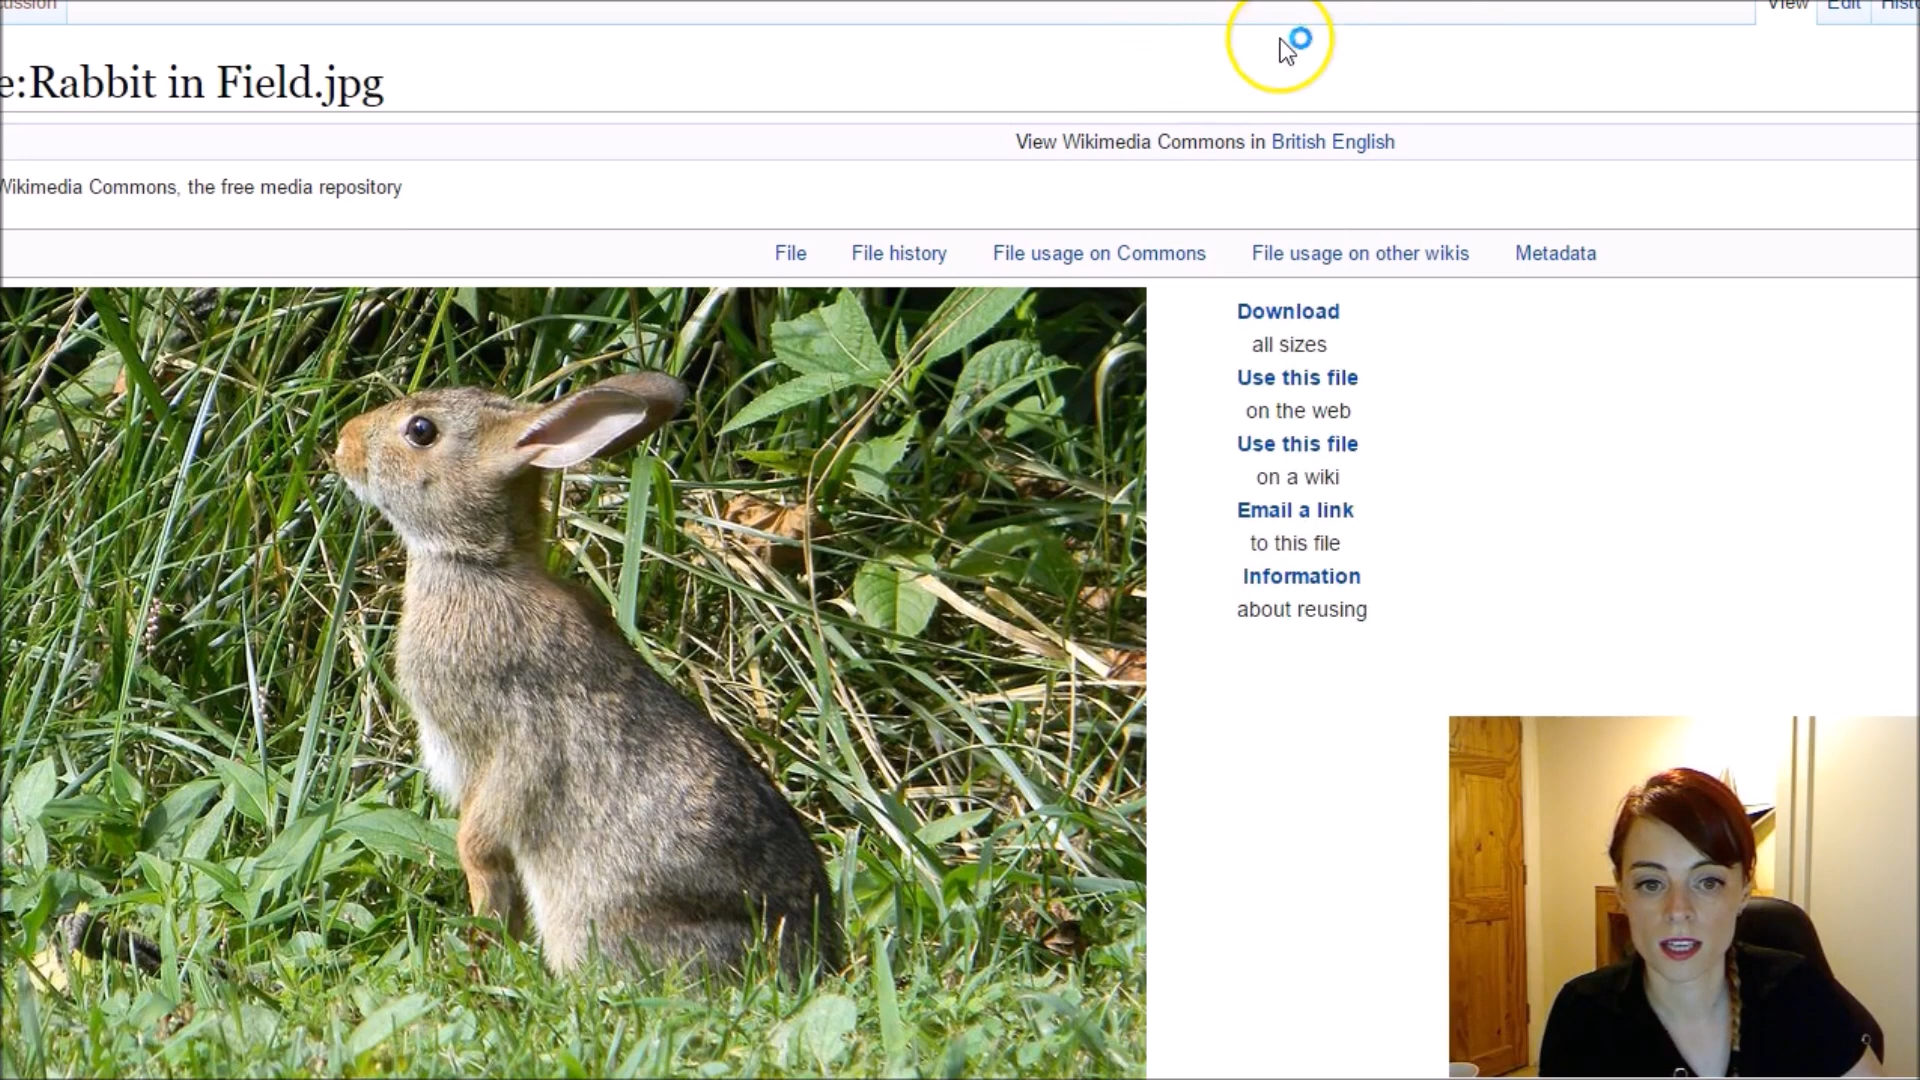 View Edit
e:Rabbit in Field.jpg
View Wikimedia Commons in British English
Wikimedia Commons, the free media repository
File File history File usage on Commons File usage on other wikis Metadata
Download
all sizes
Use this file
on the web
Use this file
on a wiki
Email a link
to this file
Information
about reusing